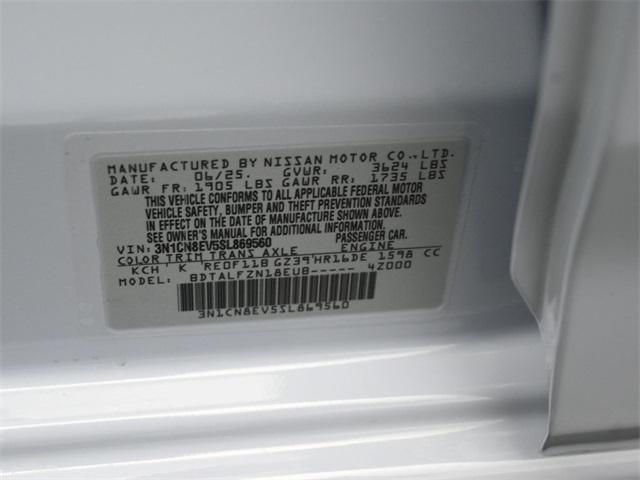 MANUFACTURED BY NISSAN MOTOR CO.,LTD.
DATE: 06/25. GVWR: 3624 LBS
GAWR FR: 1905 LBS GAWR RR: 1735 LBS
THIS VEHICLE CONFORMS TO ALL APPLICABLE FEDERAL MOTOR
VEHICLE SAFETY, BUMPER AND THEFT PREVENTION STANDARDS
IN EFFECT ON THE DATE OF MANUFACTURE SHOWN ABOVE.
SEE OWNER'S MANUAL FOR ADDITIONAL INFORMATION.
VIN: 3N1CN8EV5SL869560 PASSENGER CAR.
COLOR TRIM TRANS AXLE ENGINE
KCH K RE0F11B GZ39 HR16DE 1598 CC
MODEL: BDTALFZN18EUB----- 4Z000
3N1CN8EV5SL869560